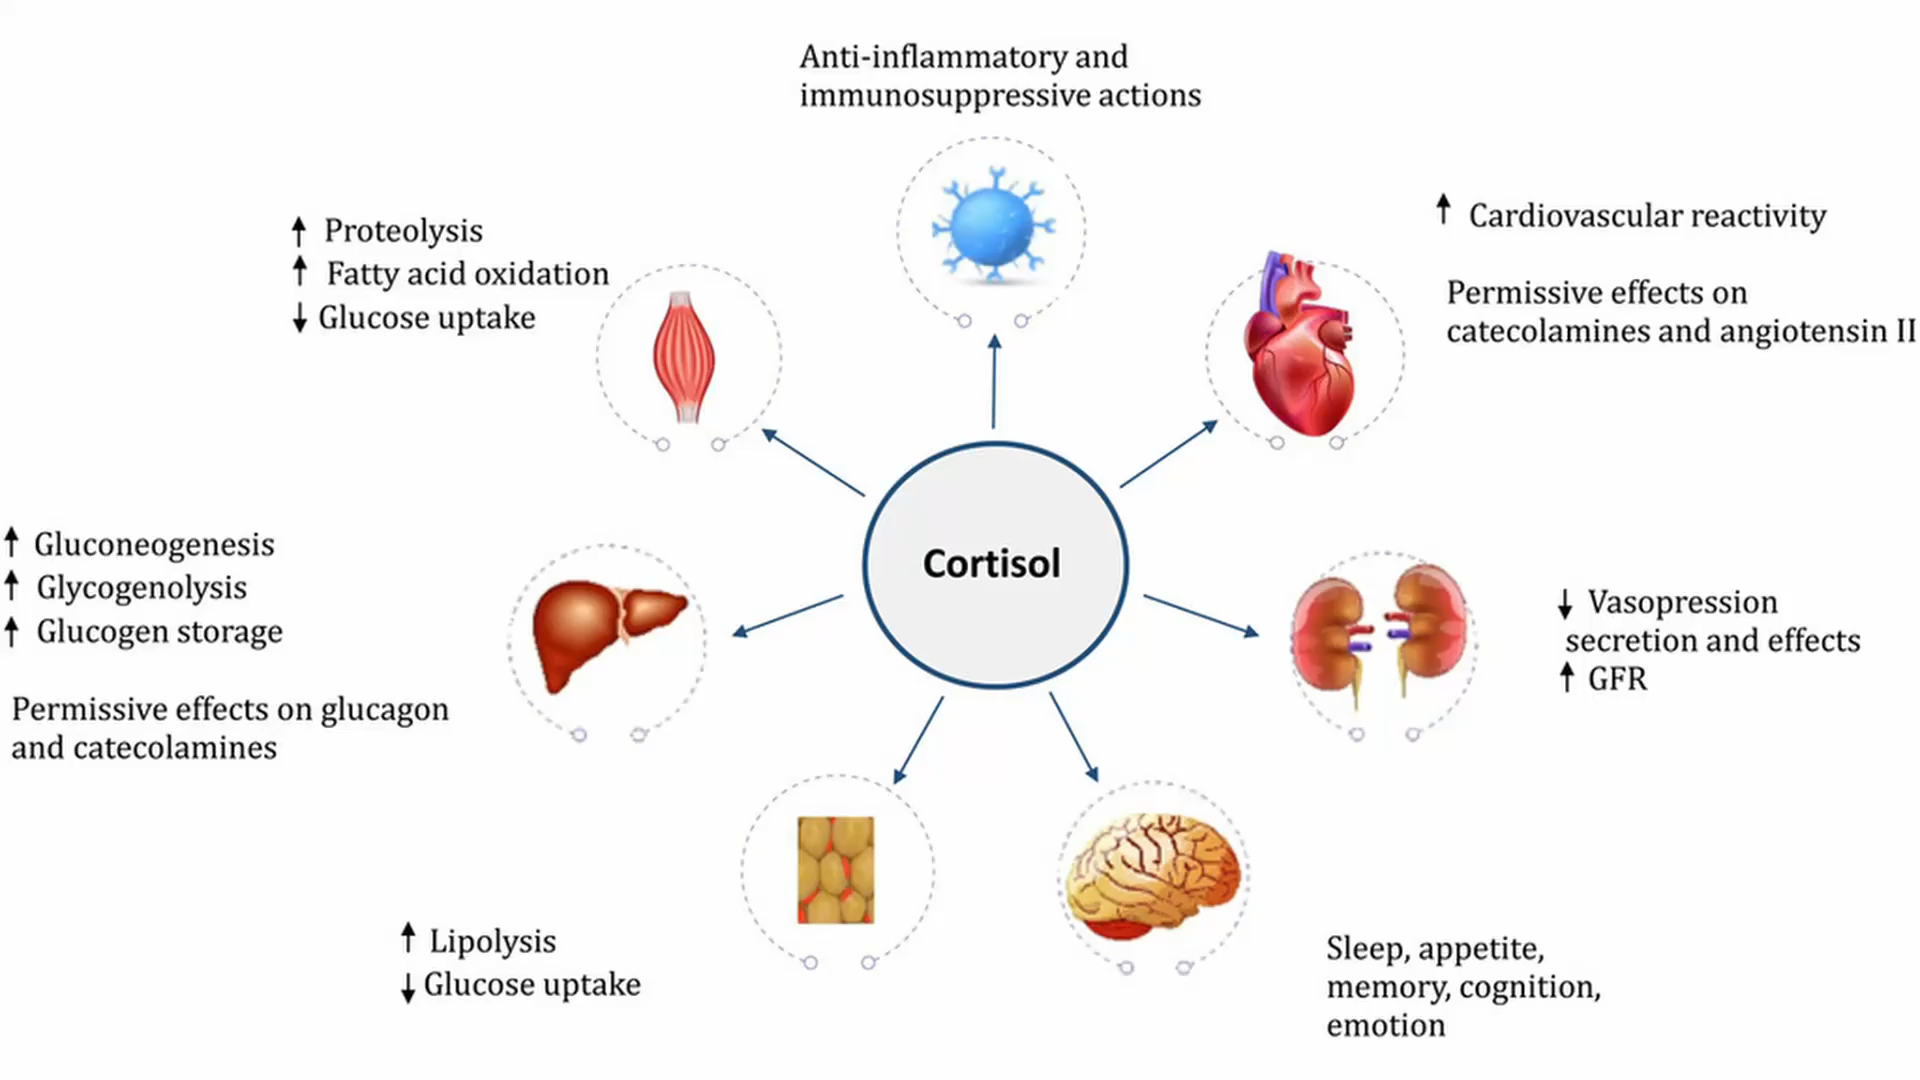 Anti-inflammatory and
immunosuppressive actions
↑ Proteolysis
↑ Fatty acid oxidation
↓ Glucose uptake
↑ Cardiovascular reactivity
Permissive effects on
catecolamines and angiotensin II
Cortisol
↑ Gluconeogenesis
↑ Glycogenolysis
↑ Glucogen storage
Permissive effects on glucagon
and catecolamines
↓ Vasopression
secretion and effects
↑ GFR
↑ Lipolysis
↓ Glucose uptake
Sleep, appetite,
memory, cognition,
emotion